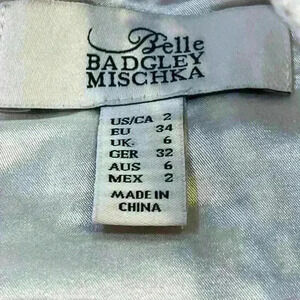 Belle
BADGLEY
MISCHKA
US/CA 2
EU 34
UK. 6
GER 32
AUS 6
MEX 2
MADE IN
CHINA